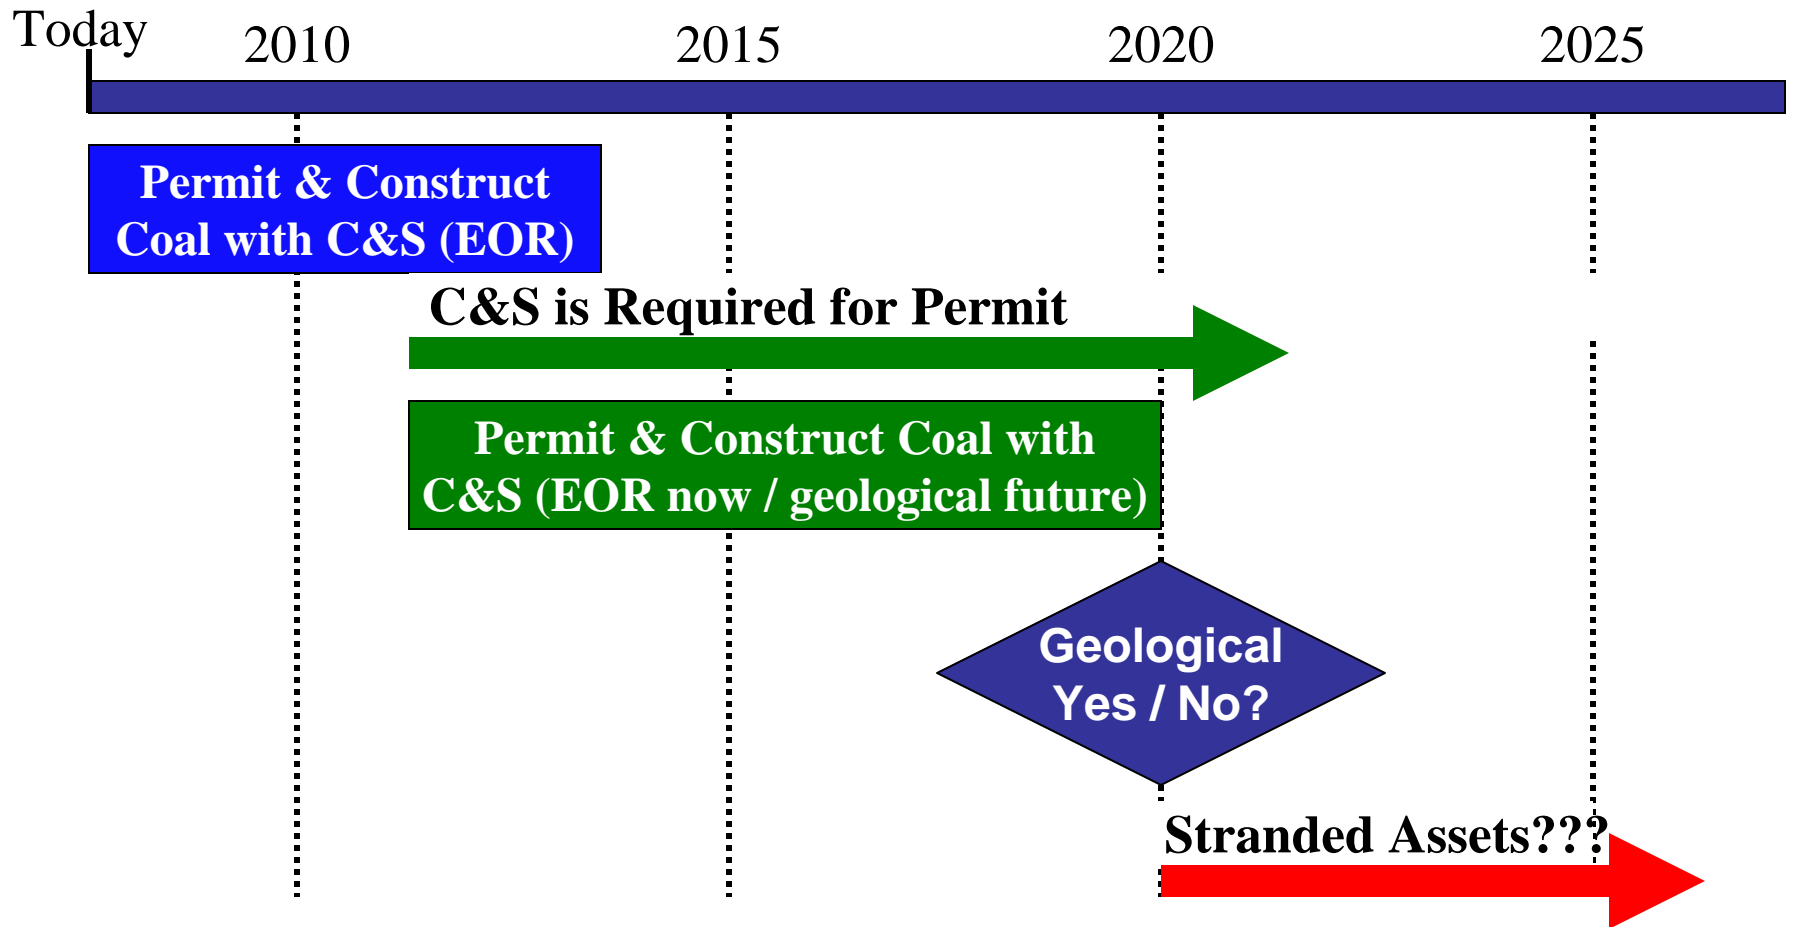 Today
2010
2015
2020
2025
Permit & Construct
Coal with C&S (EOR)
C&S is Required for Permit
Permit & Construct Coal with
C&S (EOR now / geological future)
Geological
Yes / No?
Stranded Assets???